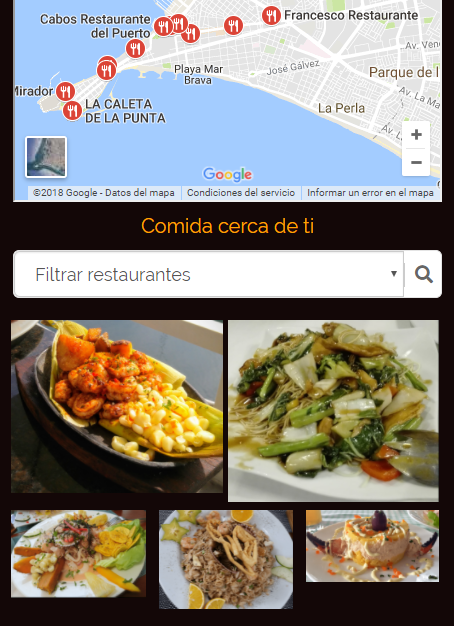 Cabos Restaurante
del Puerto
Francesco Restaurante
Av. Ven
José Gálvez
Parque de l
Playa Mar
Brava
Mirador
LA CALETA
DE LA PUNTA
Av. La Ma
La Perla
Av.
+
−
Google
©2018 Google - Datos del mapa
Condiciones del servicio
Informar un error en el mapa
Comida cerca de ti
Filtrar restaurantes